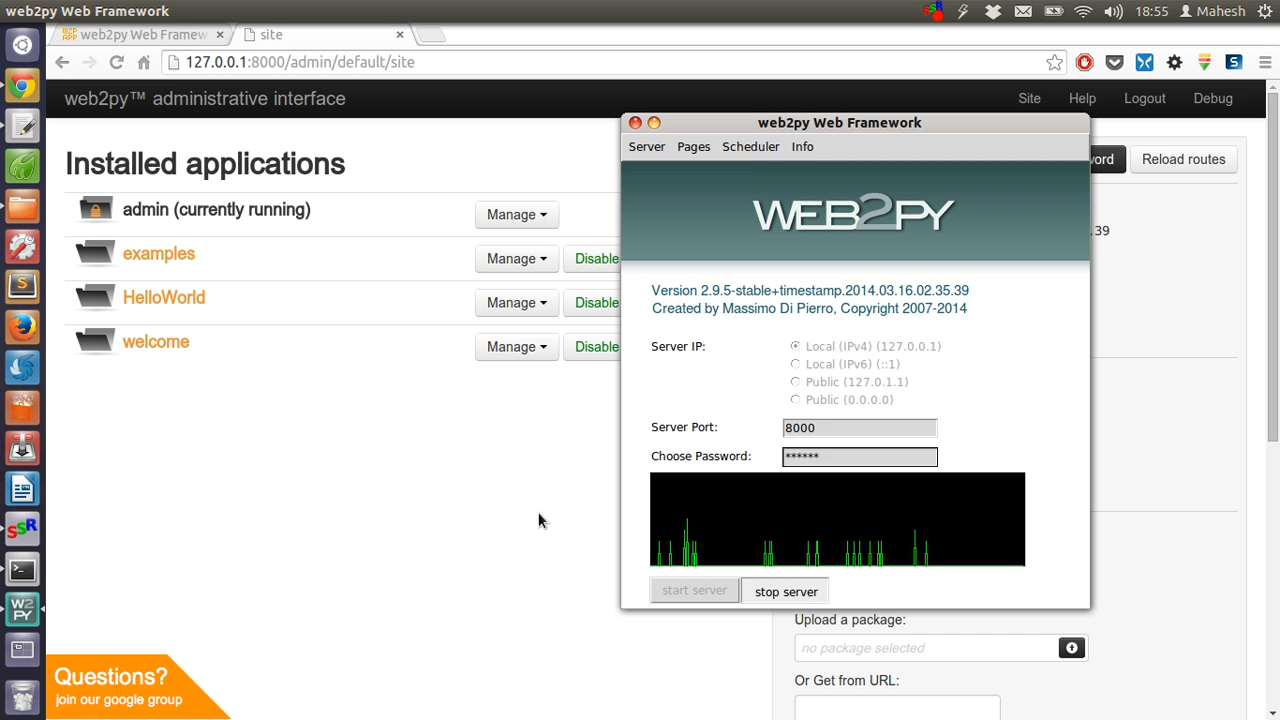 web2py Web Framework
18:55 Mahesh
web2py Web Framew
site
127.0.0.1:8000/admin/default/site
web2py™ administrative interface
Site Help Logout Debug
Installed applications
admin (currently running)
Manage
examples
Manage
Disable
HelloWorld
Manage
Disable
welcome
Manage
Disable
Questions?
join our google group
web2py Web Framework
Server Pages Scheduler Info
WEB2PY
Version 2.9.5-stable+timestamp.2014.03.16.02.35.39
Created by Massimo Di Pierro, Copyright 2007-2014
Server IP:
Local (IPv4) (127.0.0.1)
Local (IPv6) (::1)
Public (127.0.1.1)
Public (0.0.0.0)
Server Port:
8000
Choose Password:
******
start server
stop server
ord
Reload routes
.39
Upload a package:
no package selected
Or Get from URL:
SSR
W2PY